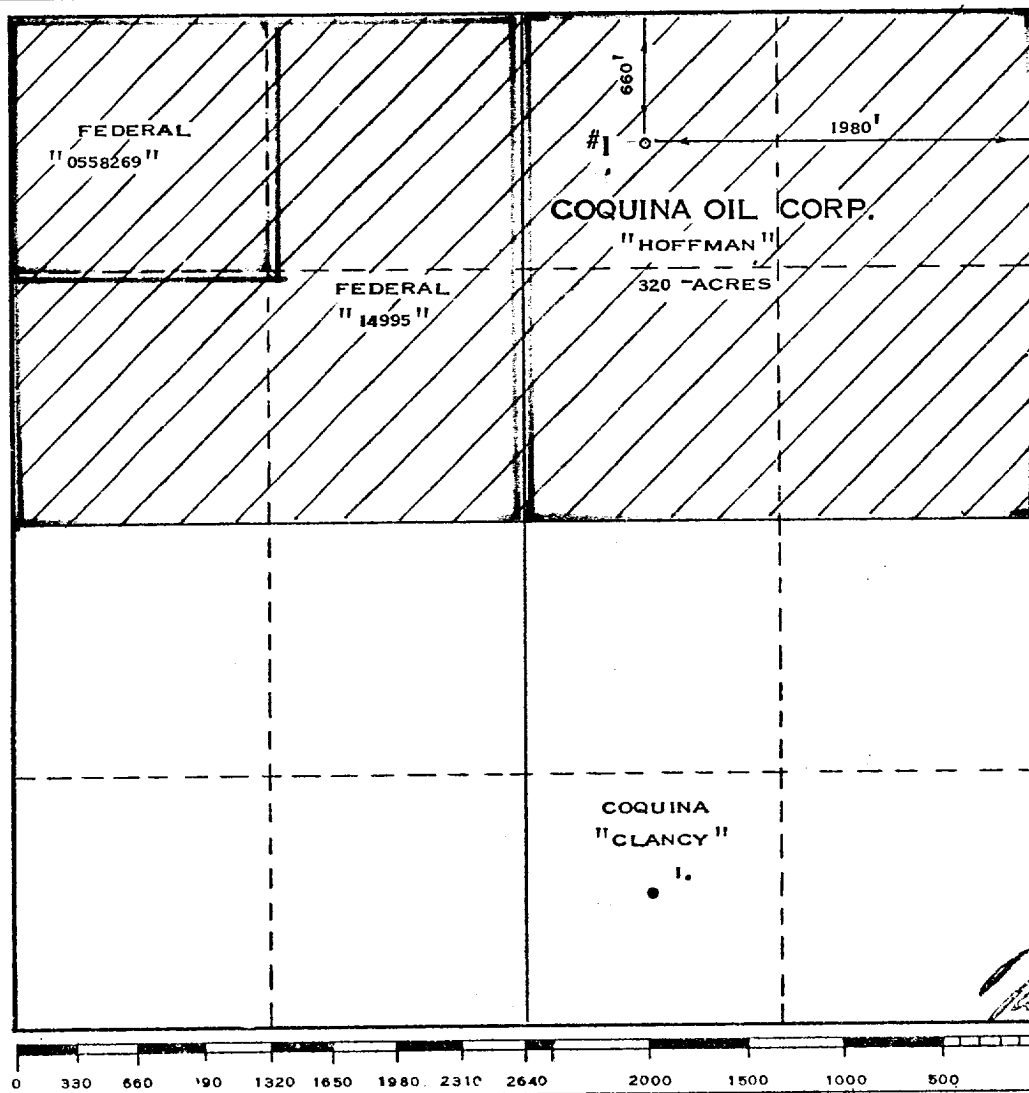 660'
#1
1980'
FEDERAL
"0558269"
COQUINA OIL CORP.
"HOFFMAN"
320 -ACRES
FEDERAL
"14995"
COQUINA
"CLANCY"
1.
0 330 660 '90 1320 1650 1980. 2310 2640 2000 1500 1000 500